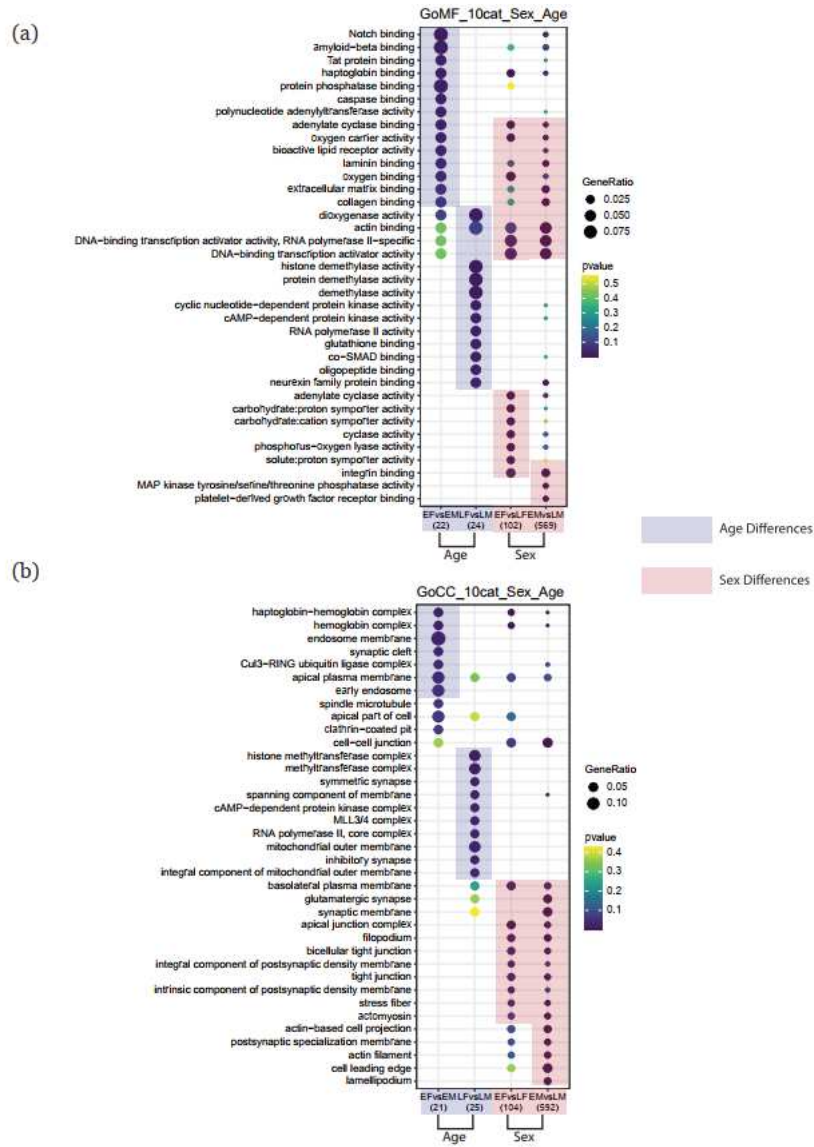 (a)
GoMF_10cat_Sex_Age
Notch binding
amyloid-beta binding
Tat protein binding
haptoglobin binding
protein phosphatase binding
caspase binding
polynucleotide adenylyltransferase activity
adenylate cyclase binding
oxygen carrier activity
bioactive lipid receptor activity
laminin binding
oxygen binding
extracellular matrix binding
collagen binding
dioxygenase activity
actin binding
DNA-binding transcription activator activity, RNA polymerase II-specific
DNA-binding transcription activator activity
histone demethylase activity
protein demethylase activity
demethylase activity
cyclic nucleotide-dependent protein kinase activity
cAMP-dependent protein kinase activity
RNA polymerase II activity
glutathione binding
co-SMAD binding
oligopeptide binding
neurexin family protein binding
adenylate cyclase activity
carbohydrate:proton symporter activity
carbohydrate:cation symporter activity
cyclase activity
phosphorus-oxygen lyase activity
solute:proton symporter activity
integrin binding
MAP kinase tyrosine/serine/threonine phosphatase activity
platelet-derived growth factor receptor binding
GeneRatio
0.025
0.050
0.075
pvalue
0.5
0.4
0.3
0.2
0.1
EFvsEM LFvsLM EFvsLF EMvsLM
(22) (24) (102) (569)
Age Sex
Age Differences
Sex Differences
(b)
GoCC_10cat_Sex_Age
haptoglobin-hemoglobin complex
hemoglobin complex
endosome membrane
synaptic cleft
Cul3-RING ubiquitin ligase complex
apical plasma membrane
early endosome
spindle microtubule
apical part of cell
clathrin-coated pit
cell-cell junction
histone methyltransferase complex
methyltransferase complex
symmetric synapse
spanning component of membrane
cAMP-dependent protein kinase complex
MLL3/4 complex
RNA polymerase II, core complex
mitochondrial outer membrane
inhibitory synapse
integral component of mitochondrial outer membrane
basolateral plasma membrane
glutamatergic synapse
synaptic membrane
apical junction complex
filopodium
bicellular tight junction
integral component of postsynaptic density membrane
tight junction
intrinsic component of postsynaptic density membrane
stress fiber
actomyosin
actin-based cell projection
postsynaptic specialization membrane
actin filament
cell leading edge
lamellipodium
GeneRatio
0.05
0.10
pvalue
0.4
0.3
0.2
0.1
EFvsEM LFvsLM EFvsLF EMvsLM
(21) (25) (104) (592)
Age Sex